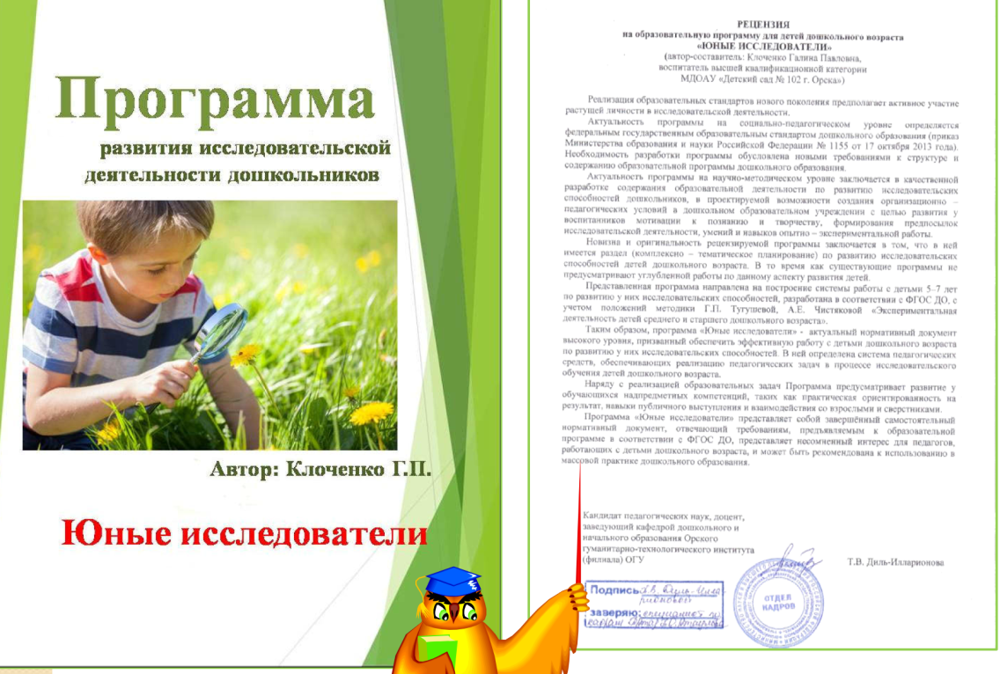 Программа
развития исследовательской
деятельности дошкольников
Автор: Клоченко Г.П.
Юные исследователи
РЕЦЕНЗИЯ
на образовательную программу для детей дошкольного возраста
«ЮНЫЕ ИССЛЕДОВАТЕЛИ»
(автор-составитель: Клоченко Галина Павловна,
воспитатель высшей квалификационной категории
МДОАУ «Детский сад № 102 г. Орска»)
Реализация образовательных стандартов нового поколения предполагает активное участие
растущей личности в исследовательской деятельности.
Актуальность программы на социально-педагогическом уровне определяется
федеральным государственным образовательным стандартом дошкольного образования (приказ
Министерства образования и науки Российской Федерации № 1155 от 17 октября 2013 года).
Необходимость разработки программы обусловлена новыми требованиями к структуре и
содержанию образовательной программы дошкольного образования.
Актуальность программы на научно-методическом уровне заключается в качественной
разработке содержания образовательной деятельности по развитию исследовательских
способностей дошкольников, в проектируемой возможности создания организационно –
педагогических условий в дошкольном образовательном учреждении с целью развития у
воспитанников мотивации к познанию и творчеству, формирования предпосылок
исследовательской деятельности, умений и навыков опытно – экспериментальной работы.
Новизна и оригинальность рецензируемой программы заключается в том, что в ней
имеется раздел (комплексно – тематическое планирование) по развитию исследовательских
способностей детей дошкольного возраста. В то время как существующие программы не
предусматривают углубленной работы по данному аспекту развития детей.
Представленная программа направлена на построение системы работы с детьми 5–7 лет
по развитию у них исследовательских способностей, разработана в соответствии с ФГОС ДО, с
учетом положений методики Г.П. Тугушевой, А.Е. Чистяковой «Экспериментальная
деятельность детей среднего и старшего дошкольного возраста».
Таким образом, программа «Юные исследователи» - актуальный нормативный документ
высокого уровня, призванный обеспечить эффективную работу с детьми дошкольного возраста
по развитию у них исследовательских способностей. В ней определена система педагогических
средств, обеспечивающих реализацию педагогических задач в процессе исследовательского
обучения детей дошкольного возраста.
Наряду с реализацией образовательных задач Программа предусматривает развитие у
обучающихся надпредметных компетенций, таких как практическая ориентированность на
результат, навыки публичного выступления и взаимодействия со взрослыми и сверстниками.
Программа «Юные исследователи» представляет собой завершённый самостоятельный
нормативный документ, отвечающий требованиям, предъявляемым к образовательной
программе в соответствии с ФГОС ДО, представляет несомненный интерес для педагогов,
работающих с детьми дошкольного возраста, и может быть рекомендована к использованию в
массовой практике дошкольного образования.
Кандидат педагогических наук, доцент,
заведующий кафедрой дошкольного и
начального образования Орского
гуманитарно-технологического института
(филиала) ОГУ
Т.В. Диль-Илларионова
Подпись
заверяю:
ОТДЕЛ
КАДРОВ